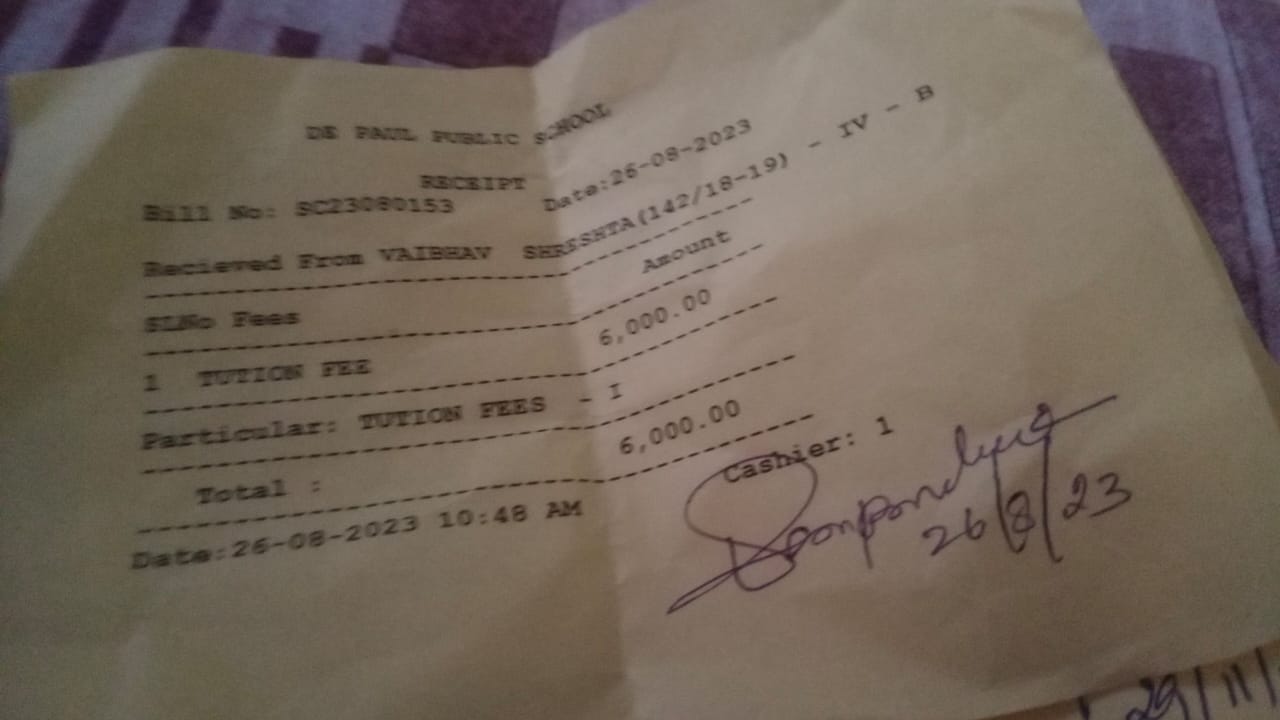 DE PAUL PUBLIC SCHOOL
RECEIPT
Bill No: SC23080153 Date:26-08-2023
Recieved From VAIBHAV SHRESHTA(142/18-19) - IV - B
SLNo Fees Amount
1 TUTION FEE 6,000.00
Particular: TUTION FEES - I
Total : 6,000.00
Date:26-08-2023 10:48 AM Cashier: 1
26/8/23
29/11/